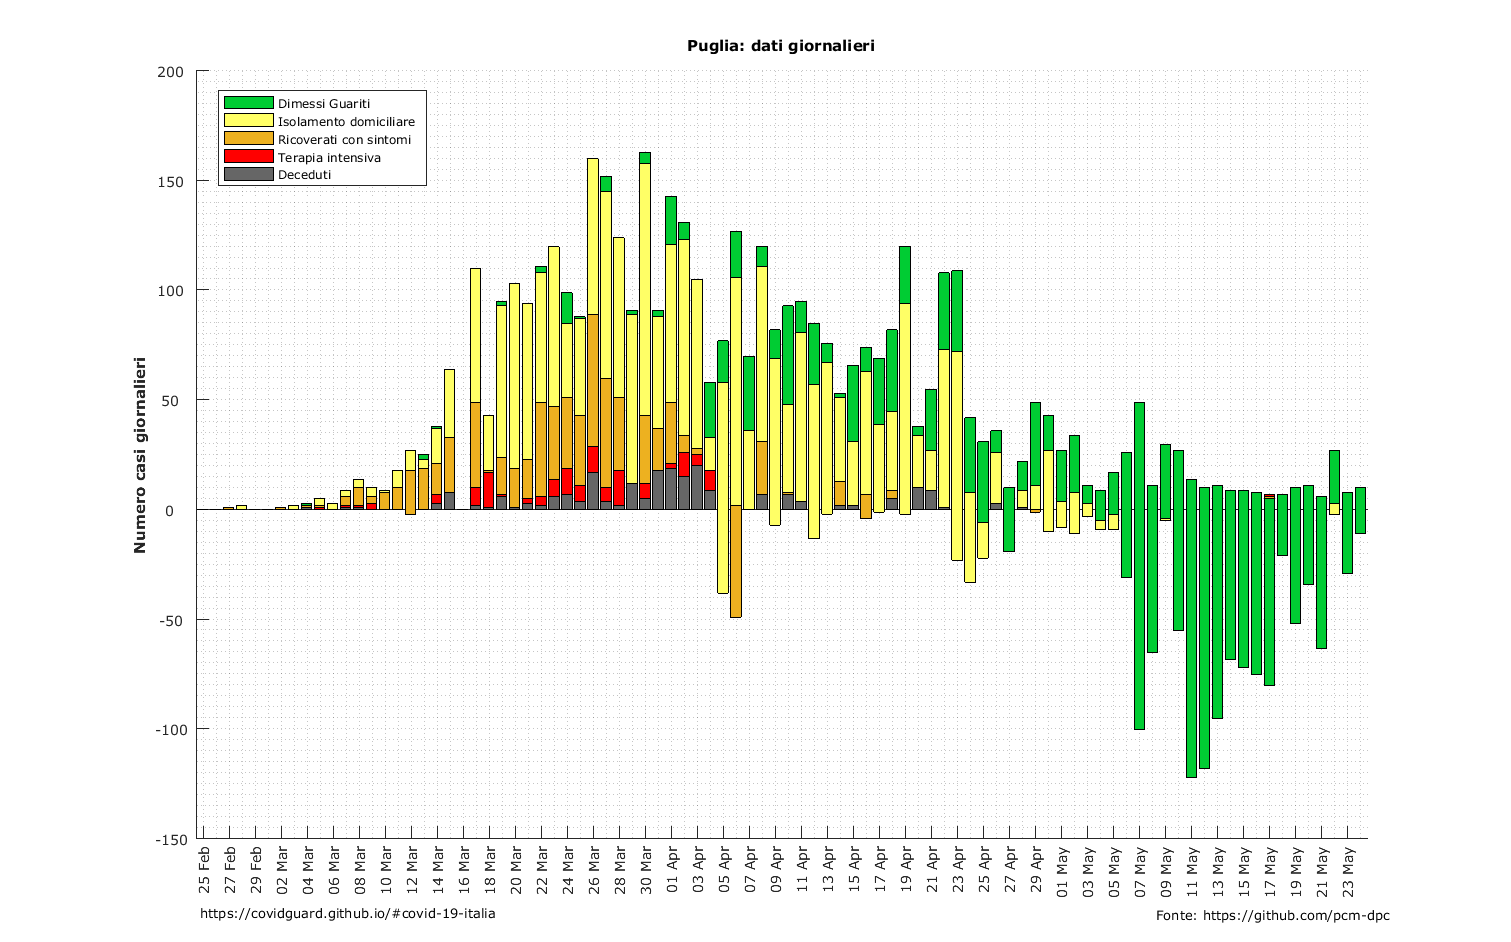 Puglia: dati giornalieri
200
150
100
50
0
-50
-100
-150
Numero casi giornalieri
Dimessi Guariti
Isolamento domiciliare
Ricoverati con sintomi
Terapia intensiva
Deceduti
25 Feb
27 Feb
29 Feb
02 Mar
04 Mar
06 Mar
08 Mar
10 Mar
12 Mar
14 Mar
16 Mar
18 Mar
20 Mar
22 Mar
24 Mar
26 Mar
28 Mar
30 Mar
01 Apr
03 Apr
05 Apr
07 Apr
09 Apr
11 Apr
13 Apr
15 Apr
17 Apr
19 Apr
21 Apr
23 Apr
25 Apr
27 Apr
29 Apr
01 May
03 May
05 May
07 May
09 May
11 May
13 May
15 May
17 May
19 May
21 May
23 May
https://covidguard.github.io/#covid-19-italia
Fonte: https://github.com/pcm-dpc